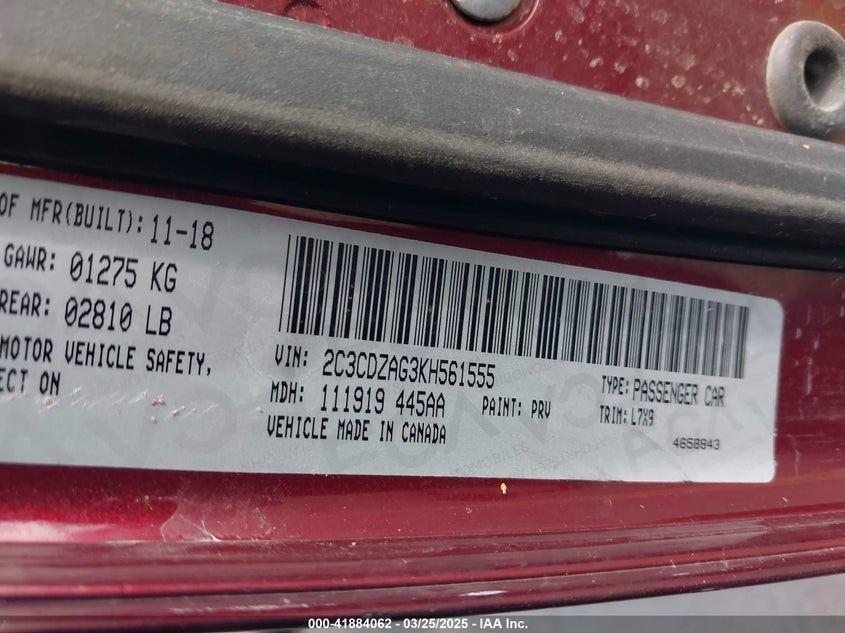 OF MFR(BUILT): 11-18
GAWR: 01275 KG
REAR: 02810 LB
MOTOR VEHICLE SAFETY,
ECT ON
VIN: 2C3CDZAG3KH561555
TYPE: PASSENGER CAR
MDH: 111919 445AA
PAINT: PRV
TRIM: L7X9
VEHICLE MADE IN CANADA
4658843
000-41884062 - 03/25/2025 - IAA Inc.